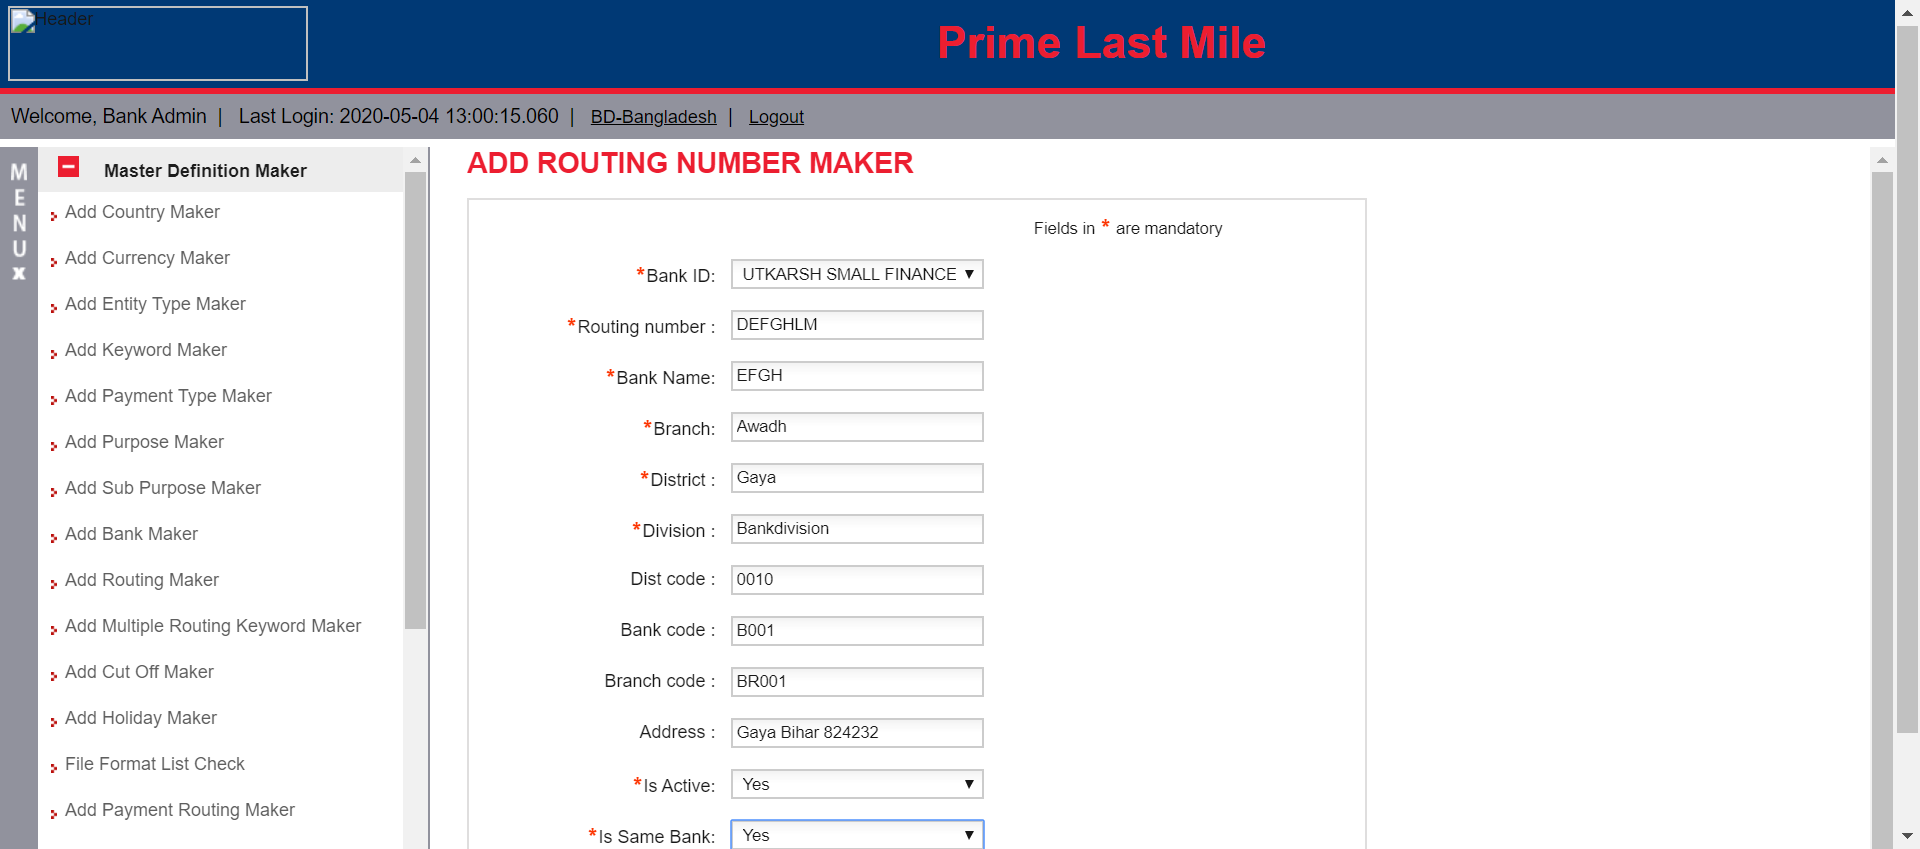 Header
Prime Last Mile
Welcome, Bank Admin | Last Login: 2020-05-04 13:00:15.060 | BD-Bangladesh | Logout
MENU
x
Master Definition Maker
Add Country Maker
Add Currency Maker
Add Entity Type Maker
Add Keyword Maker
Add Payment Type Maker
Add Purpose Maker
Add Sub Purpose Maker
Add Bank Maker
Add Routing Maker
Add Multiple Routing Keyword Maker
Add Cut Off Maker
Add Holiday Maker
File Format List Check
Add Payment Routing Maker
ADD ROUTING NUMBER MAKER
Fields in * are mandatory
*Bank ID: UTKARSH SMALL FINANCE
*Routing number : DEFGHLM
*Bank Name: EFGH
*Branch: Awadh
*District : Gaya
*Division : Bankdivision
Dist code : 0010
Bank code : B001
Branch code : BR001
Address : Gaya Bihar 824232
*Is Active: Yes
*Is Same Bank: Yes